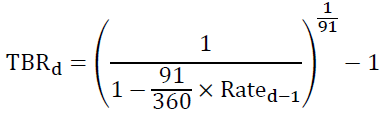 TBR_d = ( 1 / ( 1 − 91/360 × Rate_{d−1} ) )^{1/91} − 1